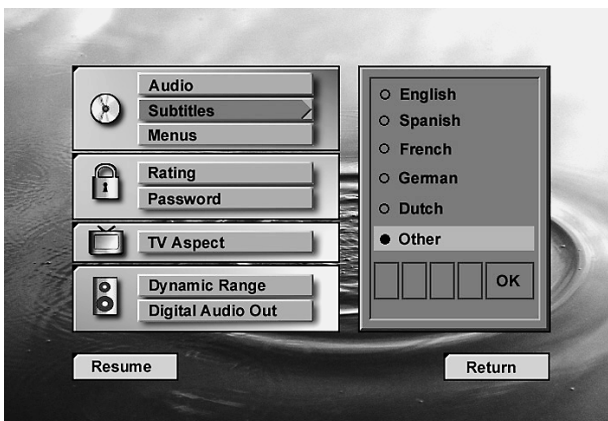 Audio
Subtitles
Menus
Rating
1
Password
TV Aspect
Dynamic Range
Digital Audio Out
English
Spanish
French
German
Dutch
Other
OK
Resume
Return